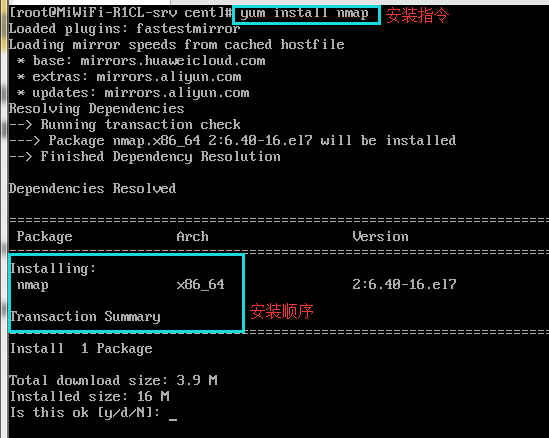 [root@MiWiFi-R1CL-srv cent]# yum install nmap 安装指令
Loaded plugins: fastestmirror
Loading mirror speeds from cached hostfile
* base: mirrors.huaweicloud.com
* extras: mirrors.aliyun.com
* updates: mirrors.aliyun.com
Resolving Dependencies
--> Running transaction check
---> Package nmap.x86_64 2:6.40-16.el7 will be installed
--> Finished Dependency Resolution
Dependencies Resolved
Package Arch Version
Installing:
nmap x86_64 2:6.40-16.el7
Transaction Summary 安装顺序
Install 1 Package
Total download size: 3.9 M
Installed size: 16 M
Is this ok [y/d/N]: _